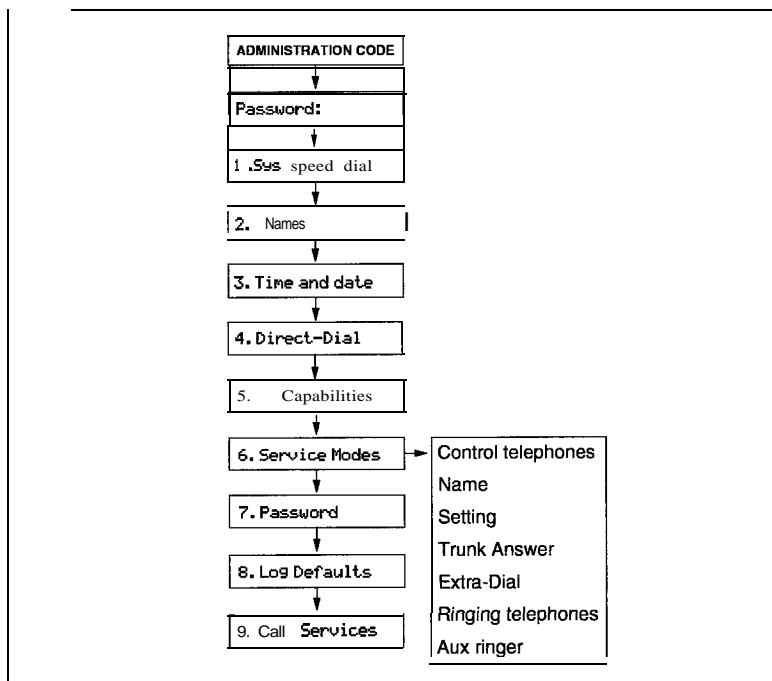 ADMINISTRATION CODE
Password:
1.Sys speed dial
2. Names
3.Time and date
4.Direct-Dial
5. Capabilities
6.Service Modes
7.Password
8.Log Defaults
9. Call Services
Control telephones
Name
Setting
Trunk Answer
Extra-Dial
Ringing telephones
Aux ringer